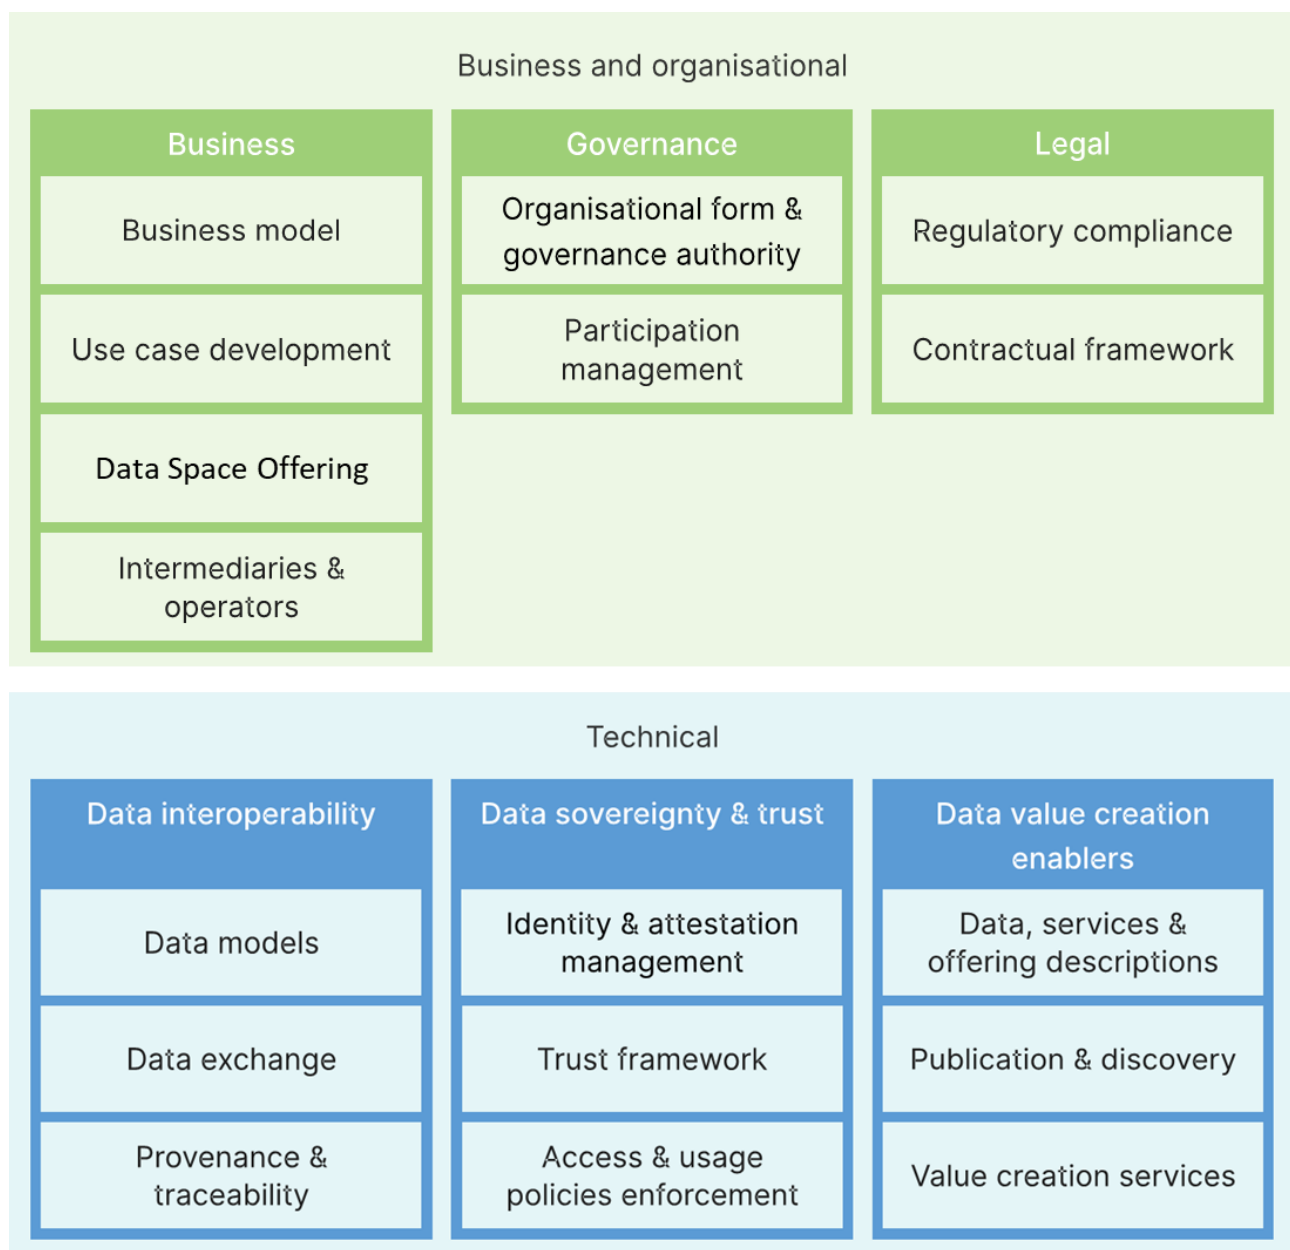 Business and organisational
Business
Business model
Use case development
Data Space Offering
Intermediaries &
operators
Governance
Organisational form &
governance authority
Participation
management
Legal
Regulatory compliance
Contractual framework
Technical
Data interoperability
Data models
Data exchange
Provenance &
traceability
Data sovereignty & trust
Identity & attestation
management
Trust framework
Access & usage
policies enforcement
Data value creation
enablers
Data, services &
offering descriptions
Publication & discovery
Value creation services